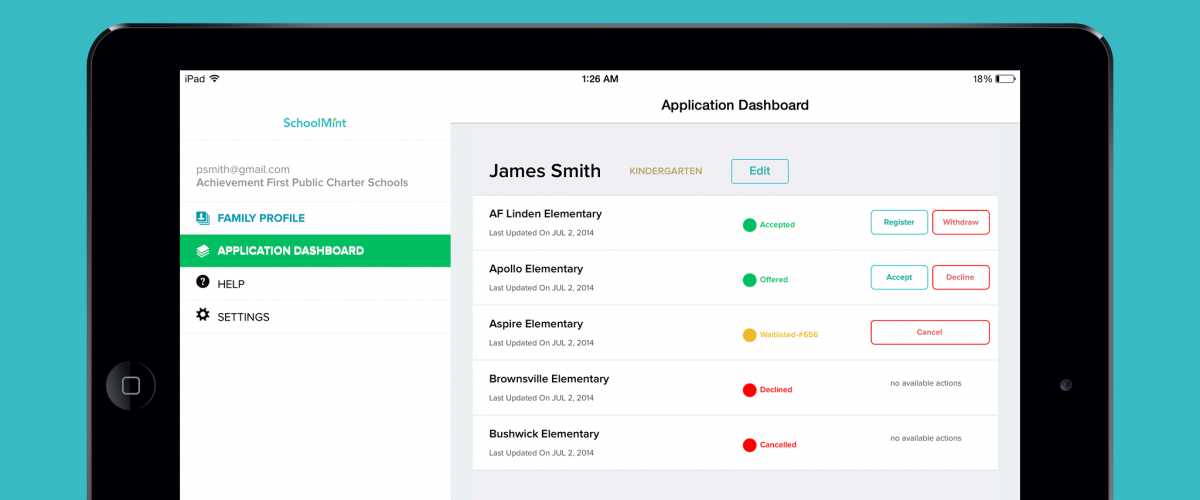 iPad
1:26 AM
18%
SchoolMint
psmith@gmail.com
Achievement First Public Charter Schools
FAMILY PROFILE
APPLICATION DASHBOARD
HELP
SETTINGS
Application Dashboard
James Smith KINDERGARTEN Edit
AF Linden Elementary
Last Updated On JUL 2, 2014
Accepted
Register Withdraw
Apollo Elementary
Last Updated On JUL 2, 2014
Offered
Accept Decline
Aspire Elementary
Last Updated On JUL 2, 2014
Waitlisted-#656
Cancel
Brownsville Elementary
Last Updated On JUL 2, 2014
Declined
no available actions
Bushwick Elementary
Last Updated On JUL 2, 2014
Cancelled
no available actions